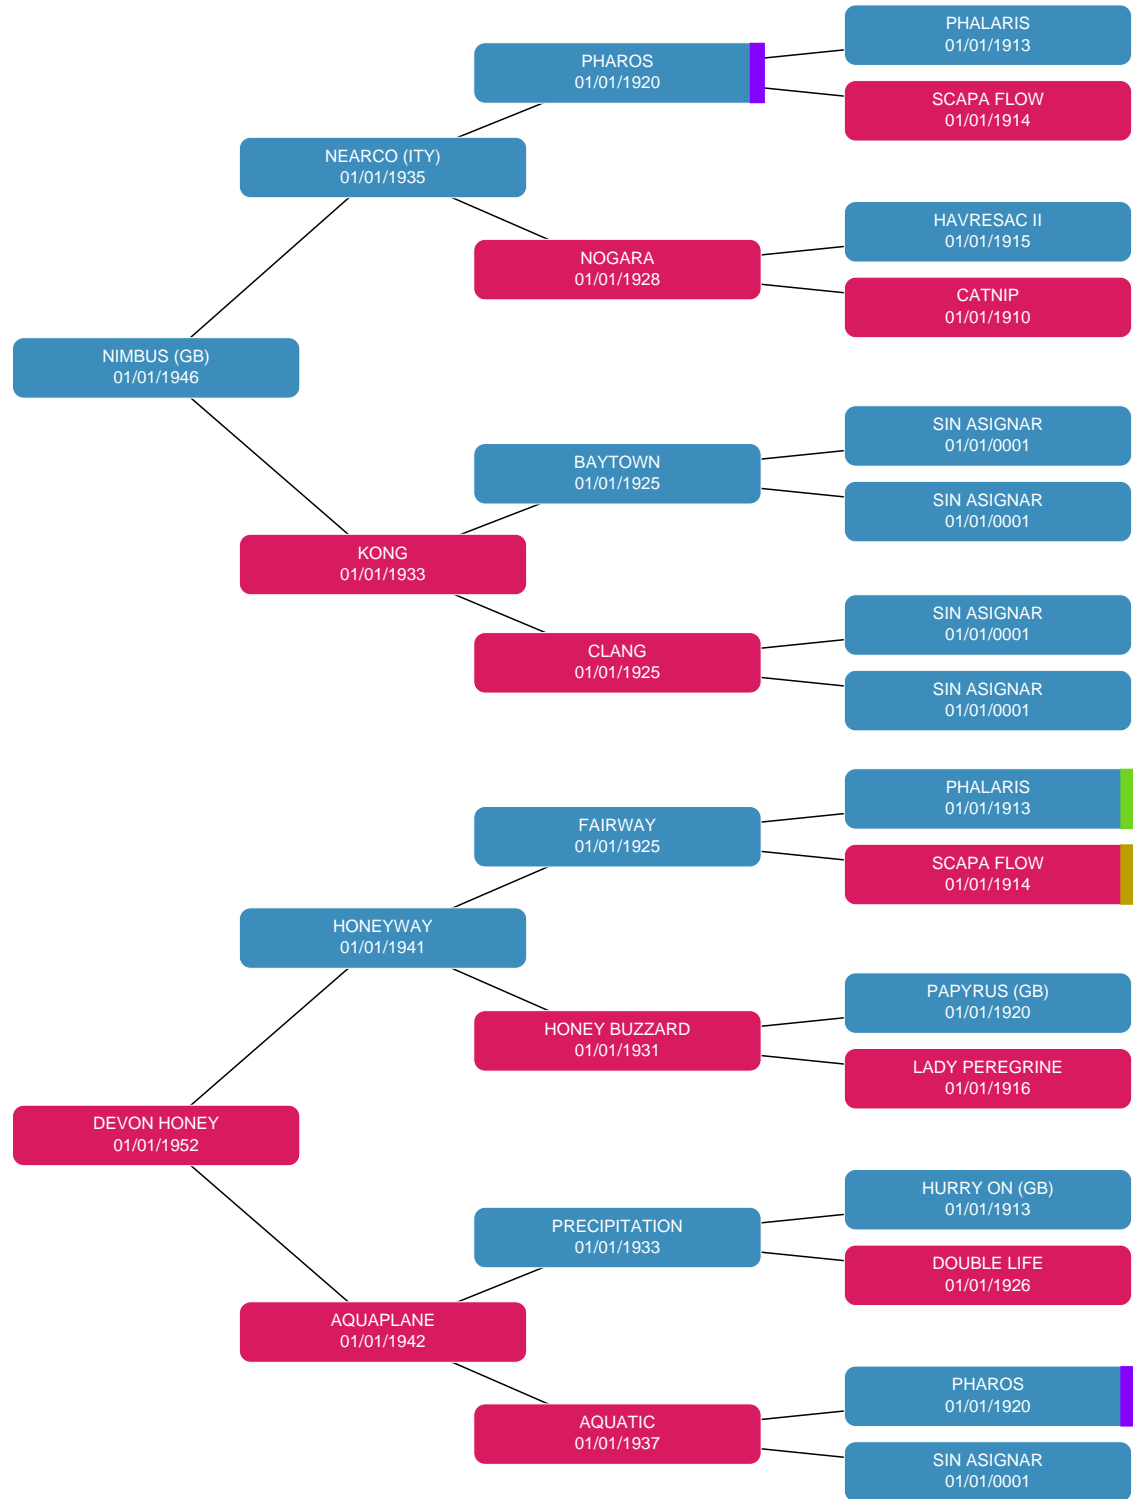 PHALARIS
01/01/1913
PHAROS
01/01/1920
SCAPA FLOW
01/01/1914
NEARCO (ITY)
01/01/1935
HAVRESAC II
01/01/1915
NOGARA
01/01/1928
CATNIP
01/01/1910
NIMBUS (GB)
01/01/1946
SIN ASIGNAR
01/01/0001
BAYTOWN
01/01/1925
SIN ASIGNAR
01/01/0001
KONG
01/01/1933
SIN ASIGNAR
01/01/0001
CLANG
01/01/1925
SIN ASIGNAR
01/01/0001
PHALARIS
01/01/1913
FAIRWAY
01/01/1925
SCAPA FLOW
01/01/1914
HONEYWAY
01/01/1941
PAPYRUS (GB)
01/01/1920
HONEY BUZZARD
01/01/1931
LADY PEREGRINE
01/01/1916
DEVON HONEY
01/01/1952
HURRY ON (GB)
01/01/1913
PRECIPITATION
01/01/1933
DOUBLE LIFE
01/01/1926
AQUAPLANE
01/01/1942
PHAROS
01/01/1920
AQUATIC
01/01/1937
SIN ASIGNAR
01/01/0001